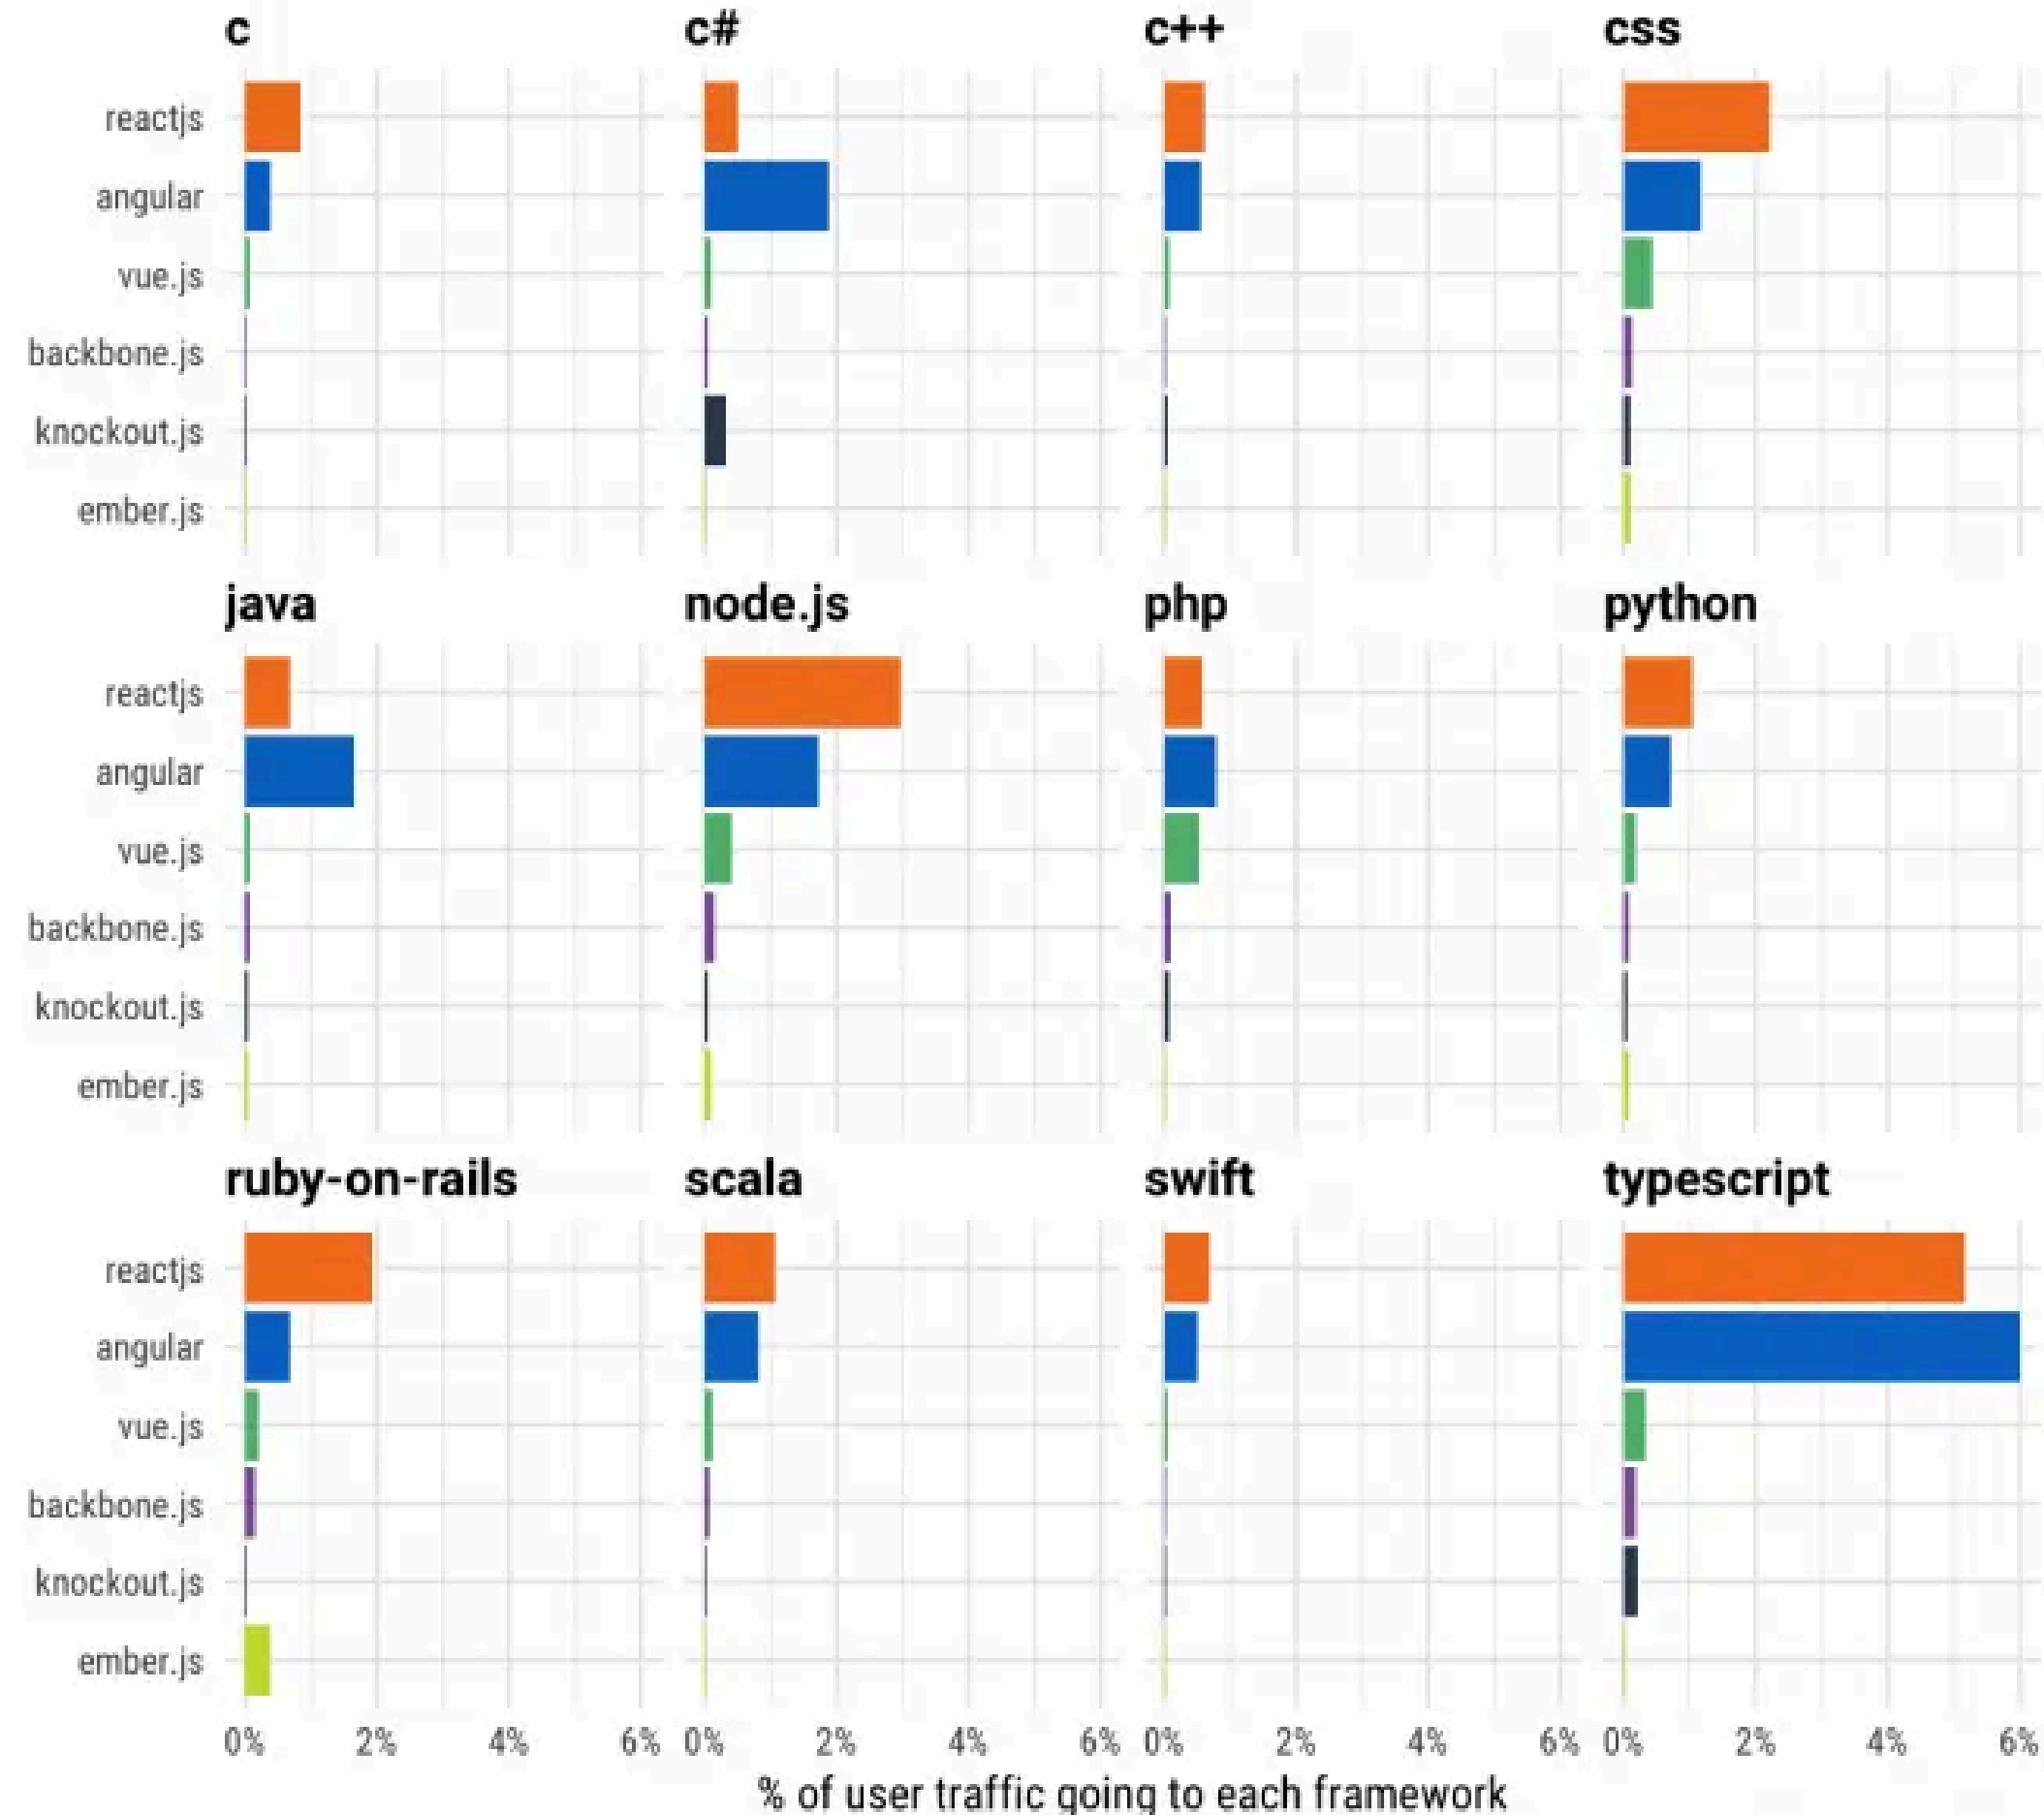 c c# c++ css
reactjs
angular
vue.js
backbone.js
knockout.js
ember.js
java node.js php python
reactjs
angular
vue.js
backbone.js
knockout.js
ember.js
ruby-on-rails scala swift typescript
reactjs
angular
vue.js
backbone.js
knockout.js
ember.js
0% 2% 4% 6% 0% 2% 4% 6% 0% 2% 4% 6% 0% 2% 4% 6%
% of user traffic going to each framework